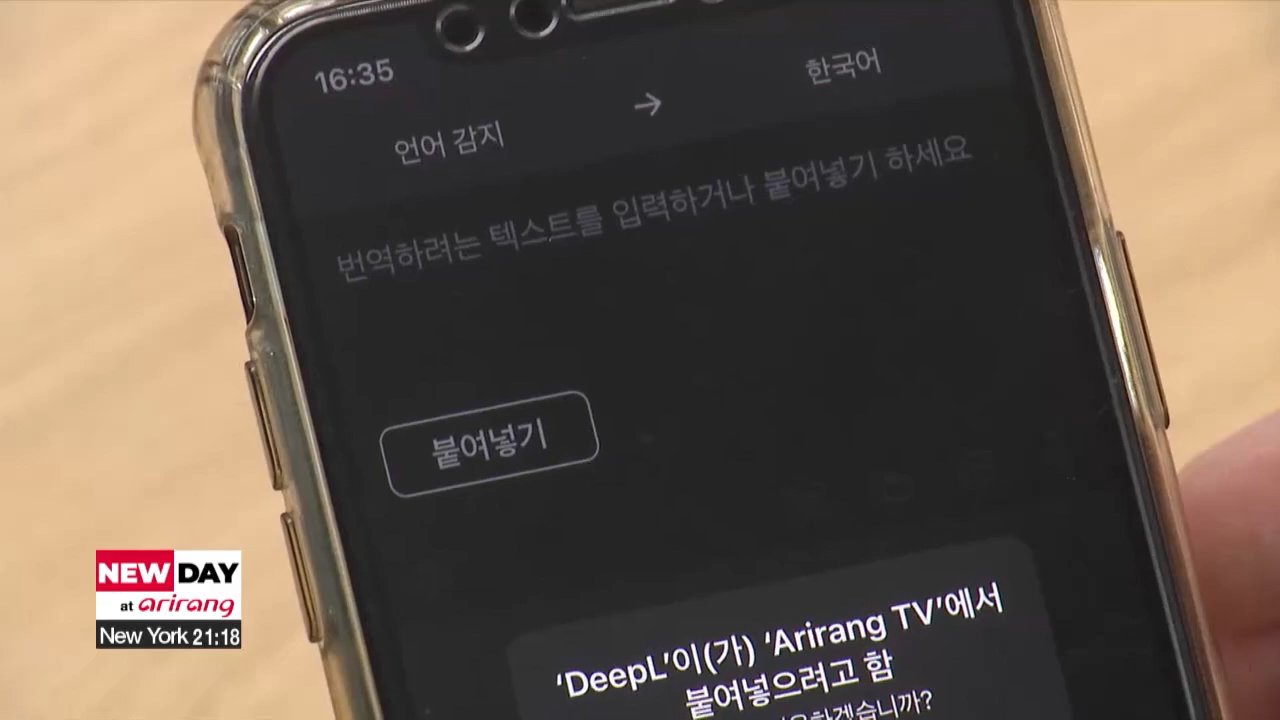 16:35
한국어
언어 감지
→
번역하려는 텍스트를 입력하거나 붙여넣기 하세요
붙여넣기
'DeepL'이(가) 'Arirang TV'에서
붙여넣으려고 함
NEW DAY
at arirang
New York 21:18